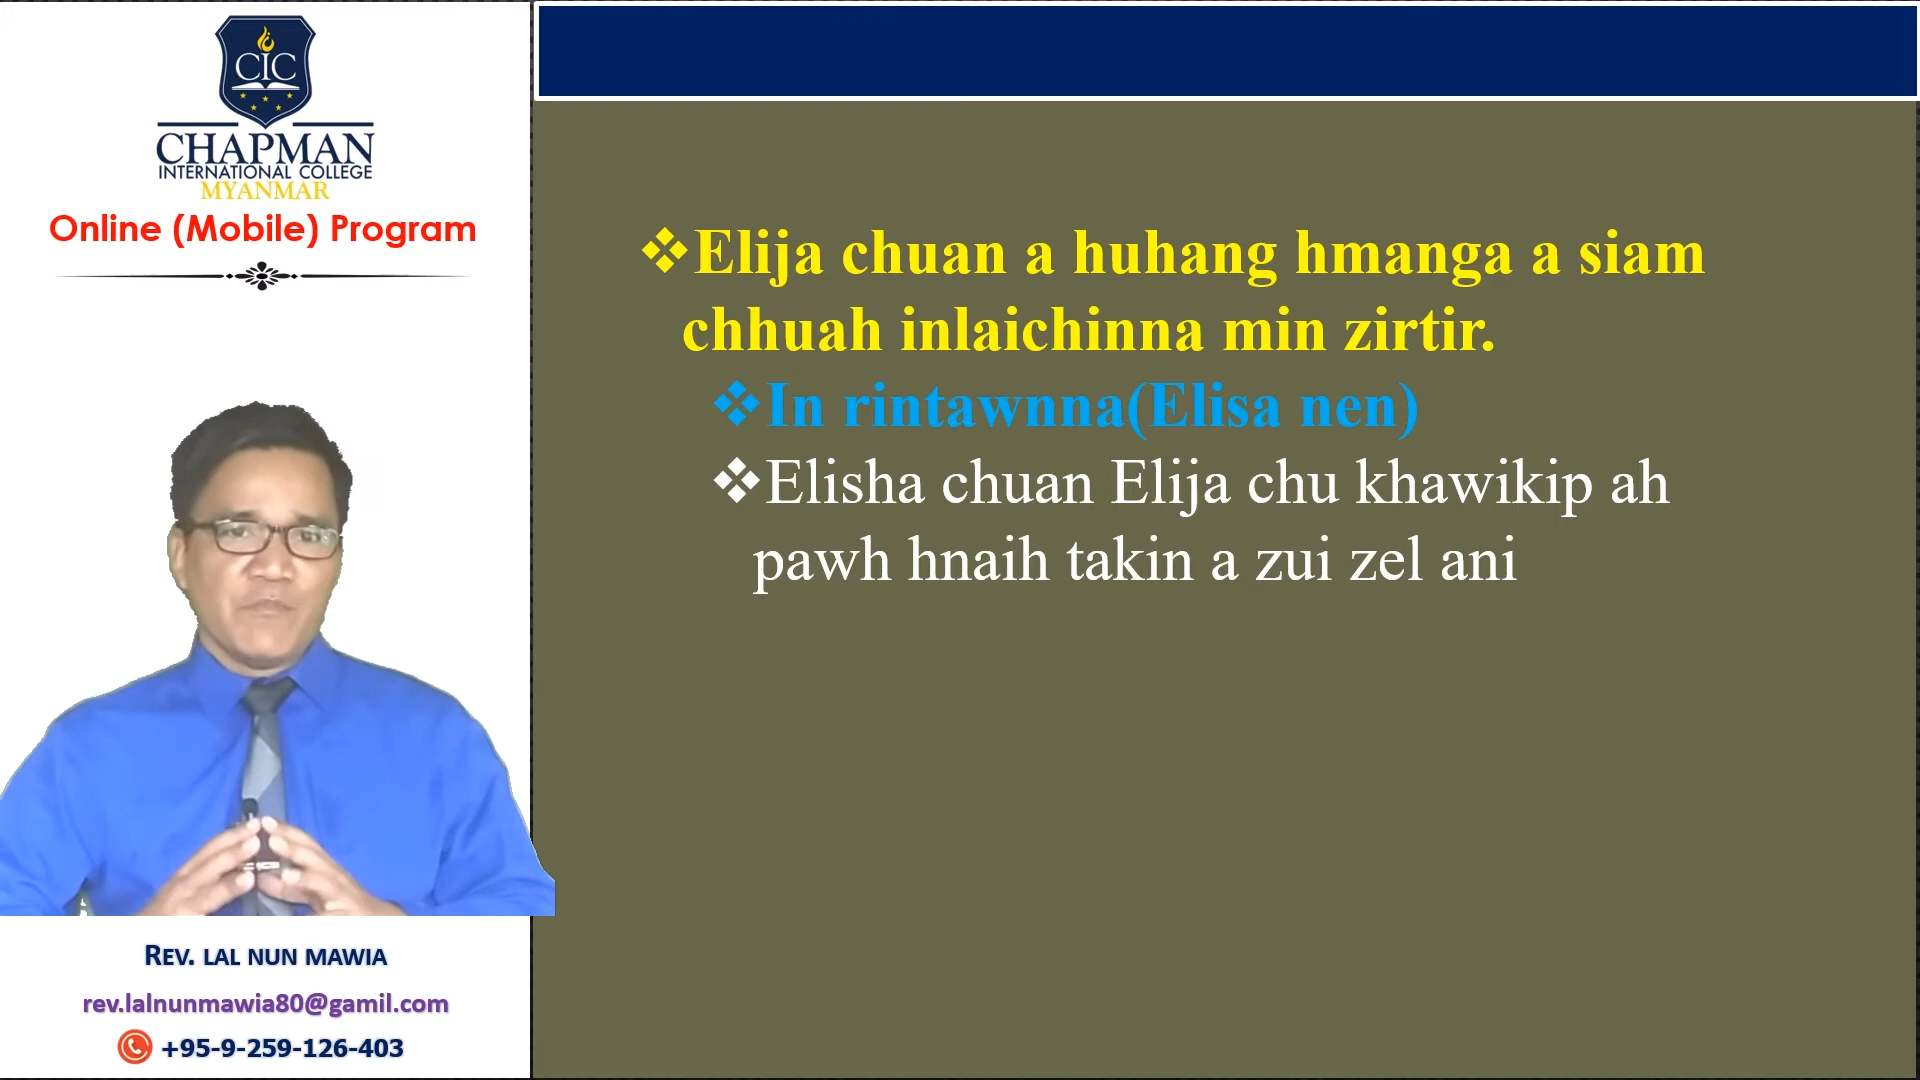 CIC
CHAPMAN
INTERNATIONAL COLLEGE
MYANMAR
Online (Mobile) Program
REV. LAL NUN MAWIA
rev.lalnunmawia80@gamil.com
+95-9-259-126-403
❖Elija chuan a huhang hmanga a siam
chhuah inlaichinna min zirtir.
❖In rintawnna(Elisa nen)
❖Elisha chuan Elija chu khawikip ah
pawh hnaih takin a zui zel ani